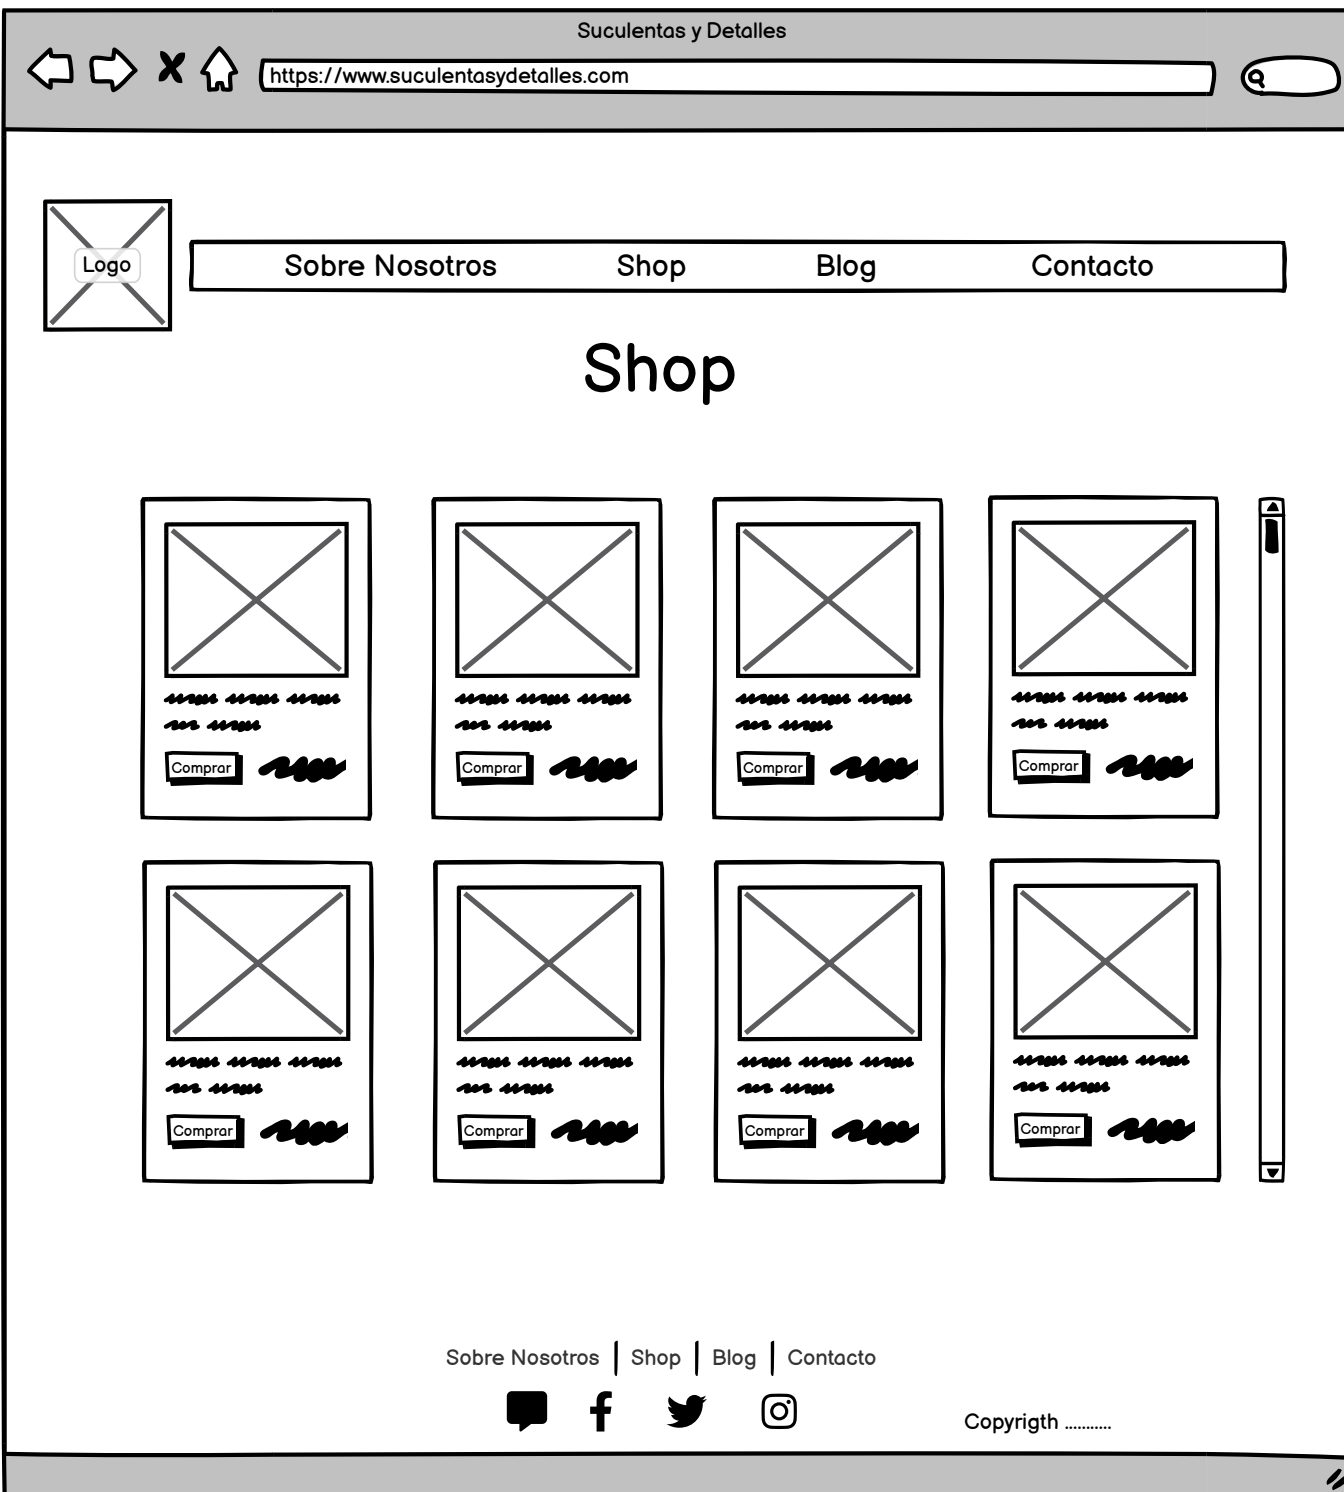 Suculentas y Detalles
https://www.suculentasydetalles.com
Logo
Sobre Nosotros Shop Blog Contacto
Shop
Comprar Comprar Comprar Comprar
Comprar Comprar Comprar Comprar
Sobre Nosotros Shop Blog Contacto
Copyrigth ...........